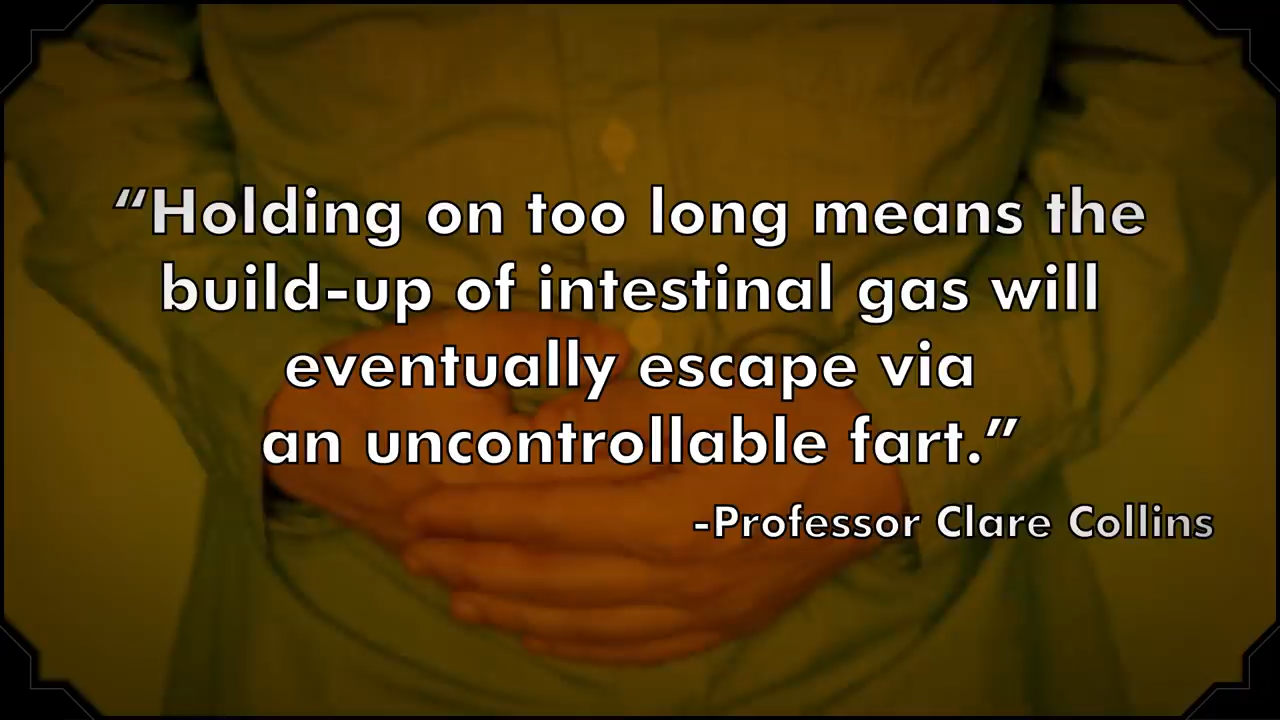 “Holding on too long means the
build-up of intestinal gas will
eventually escape via
an uncontrollable fart.”
-Professor Clare Collins